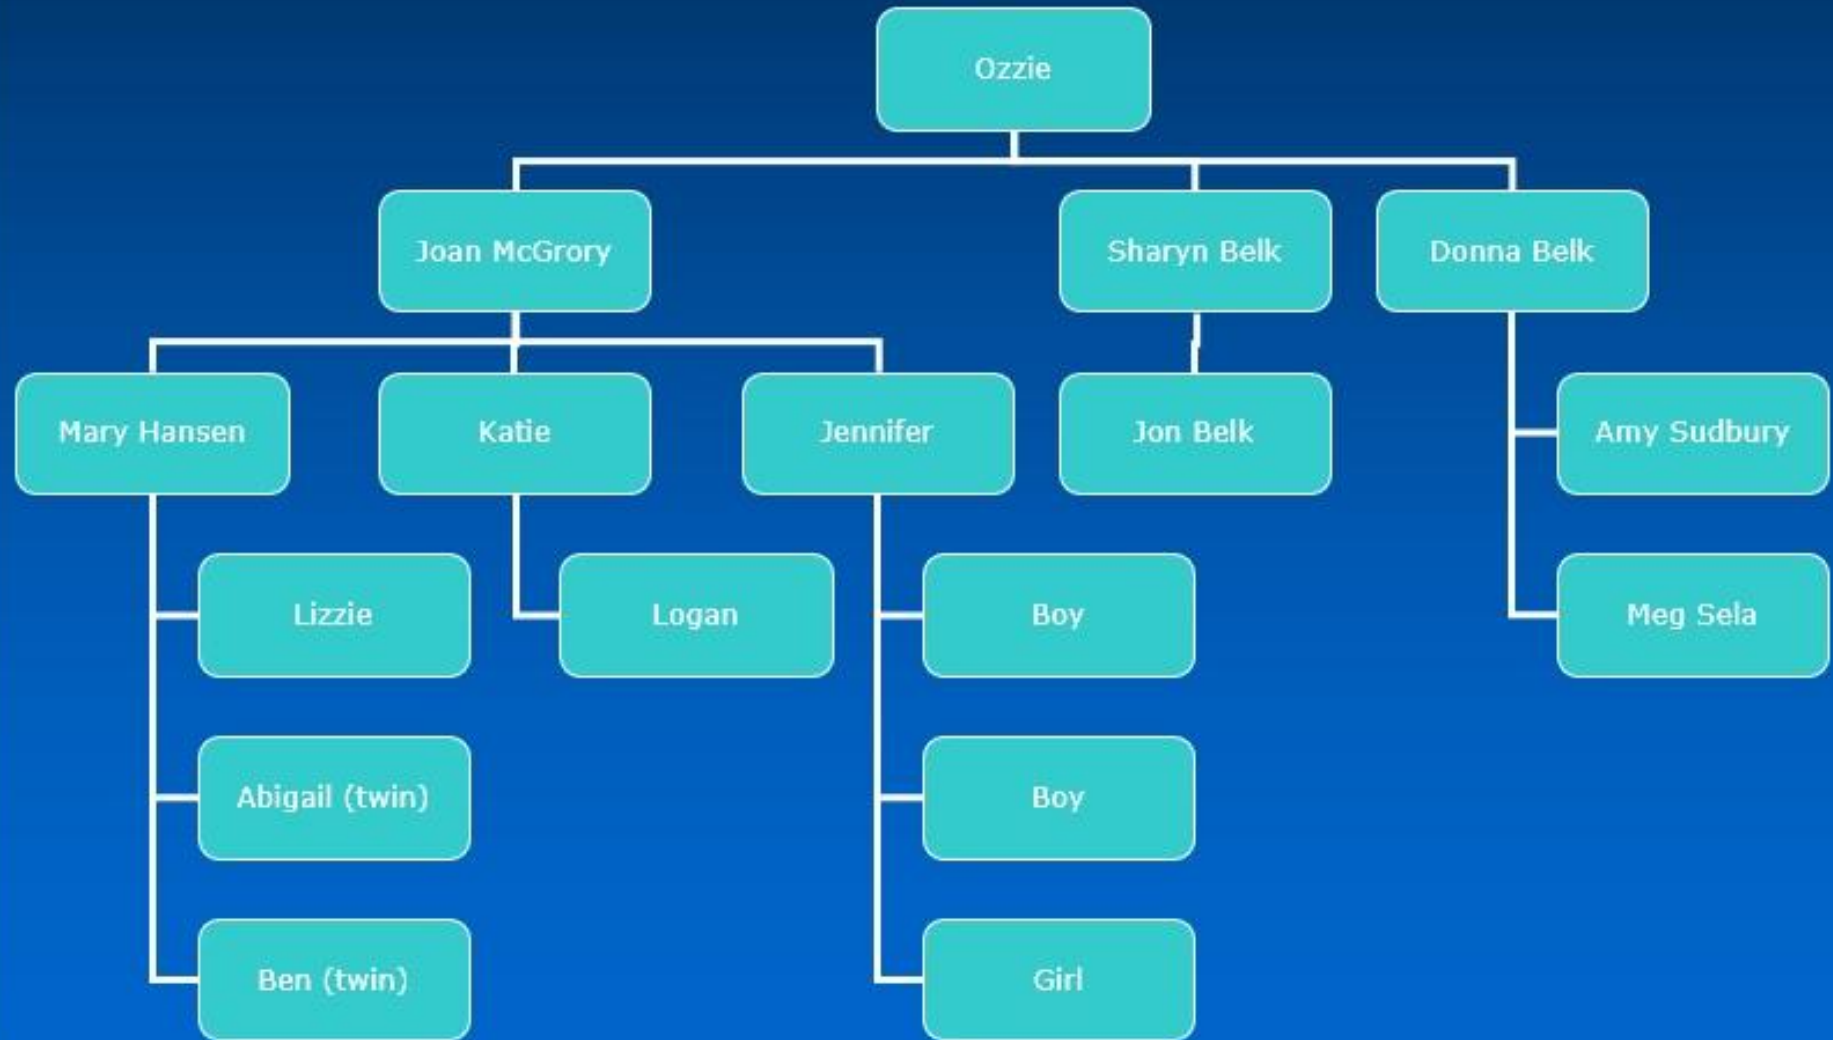 Ozzie
Joan McGrory
Sharyn Belk
Donna Belk
Mary Hansen
Katie
Jennifer
Jon Belk
Amy Sudbury
Lizzie
Logan
Boy
Meg Sela
Abigail (twin)
Boy
Ben (twin)
Girl